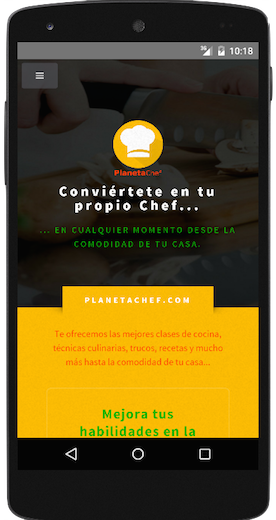 3G 10:18
PlanetaChef
Conviértete en tu
propio Chef...
... EN CUALQUIER MOMENTO DESDE LA
COMODIDAD DE TU CASA.
PLANETACHEF.COM
Te ofrecemos las mejores clases de cocina,
técnicas culinarias, trucos, recetas y mucho
más hasta la comodidad de tu casa...
Mejora tus
habilidades en la